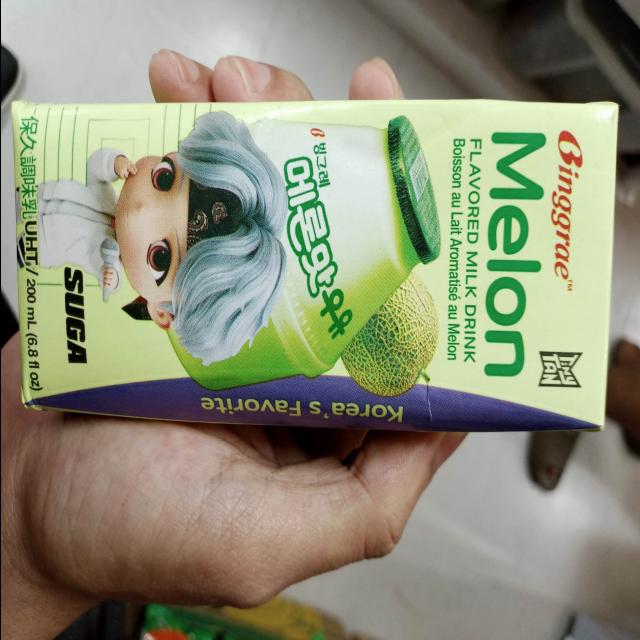 Binggrae™
Melon
FLAVORED MILK DRINK
Boisson au Lait Aromatisé au Melon
TinyTAN
빙그레
메론맛우유
SUGA
保久調味乳 UHT / 200 mL (6.8 fl oz)
Korea's Favorite